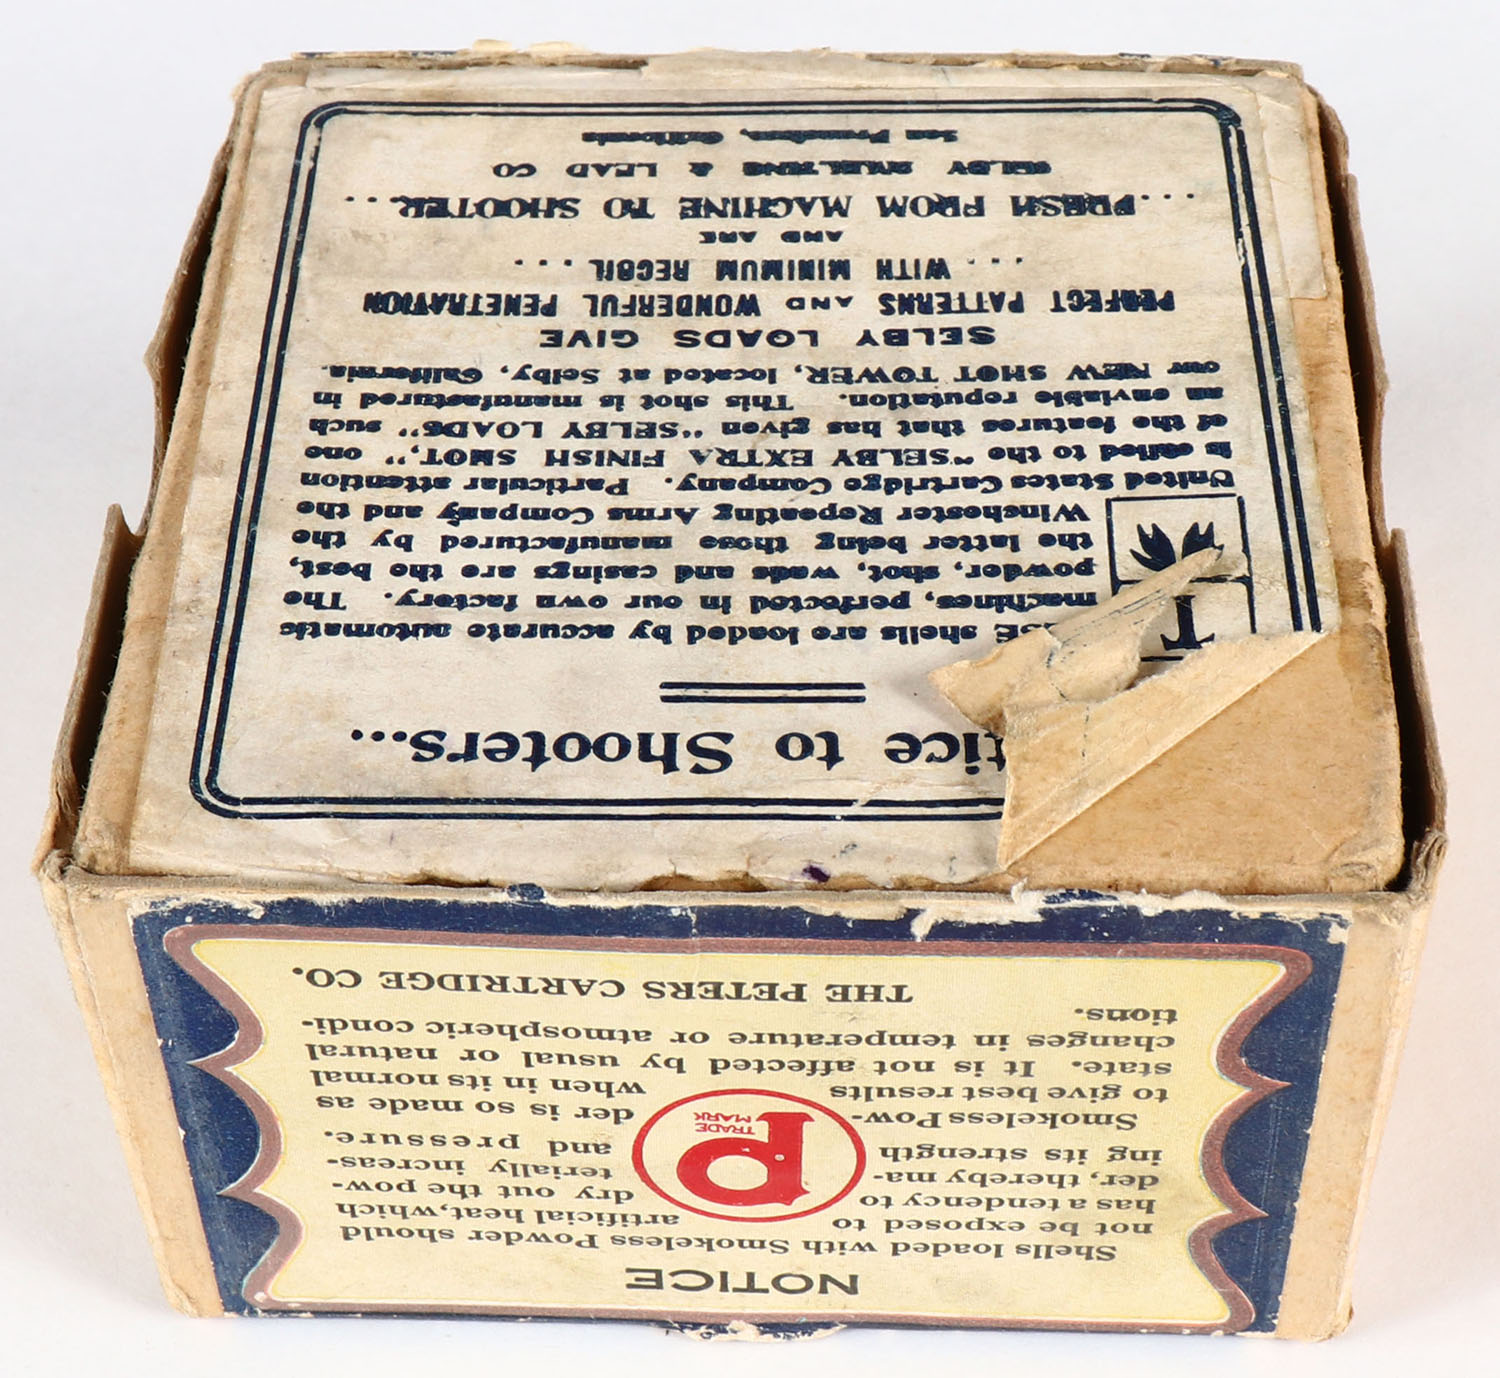 tice to Shooters...
ESE shells are loaded by accurate automatic
machines, perfected in our own factory. The
powder, shot, wads and casings are the best,
the latter being those manufactured by the
Winchester Repeating Arms Company and the
United States Cartridge Company. Particular attention
is called to the "SELBY EXTRA FINISH SHOT," one
of the features that has given "SELBY LOADS" such
an enviable reputation. This shot is manufactured in
our NEW SHOT TOWER, located at Selby, California.
SELBY LOADS GIVE
PERFECT PATTERNS AND WONDERFUL PENETRATION
... WITH MINIMUM RECOIL ...
AND ARE
...FRESH FROM MACHINE TO SHOOTER...
SELBY SMELTING & LEAD CO
San Francisco, California
NOTICE
Shells loaded with Smokeless Powder should
not be exposed to artificial heat, which
has a tendency to dry out the pow-
der, thereby ma- terially increas-
ing its strength and pressure.
Smokeless Pow- der is so made as
to give best results when in its normal
state. It is not affected by usual or natural
changes in temperature or atmospheric condi-
tions.
THE PETERS CARTRIDGE CO.
P
TRADE
MARK